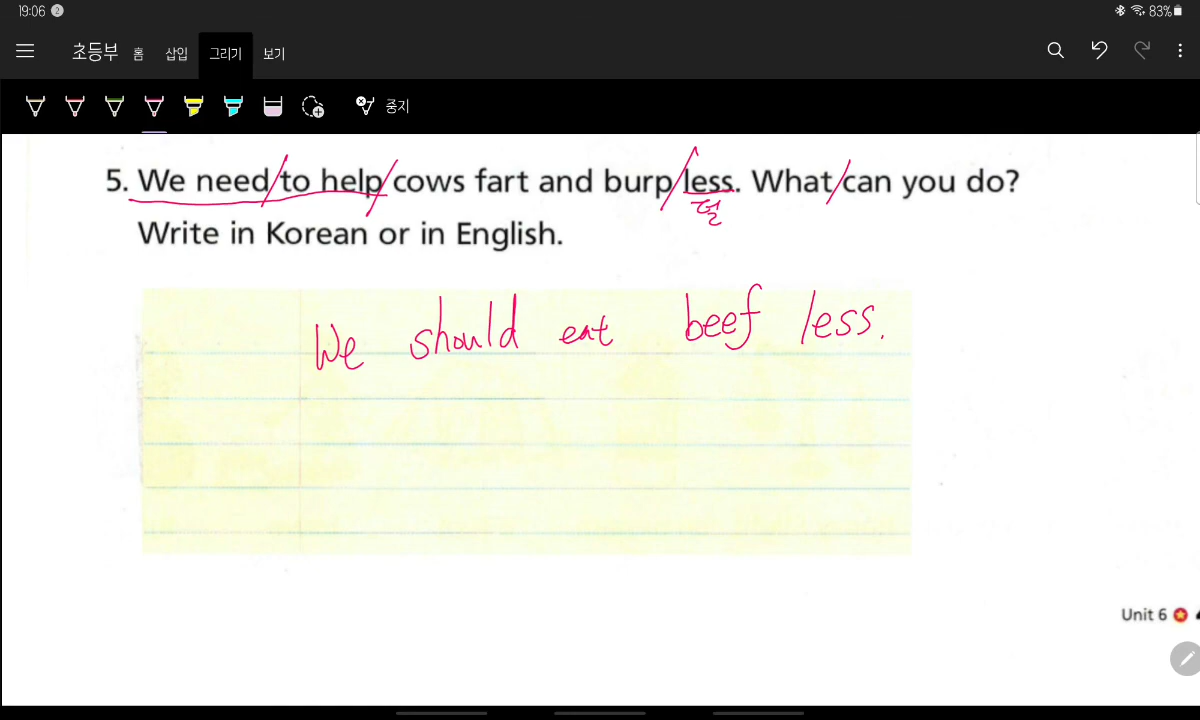 19:06 2 83%
초등부 홈 삽입 그리기 보기
중지
5. We need/to help/cows fart and burp/less. What/can you do?
덜
Write in Korean or in English.
We should eat beef less.
Unit 6